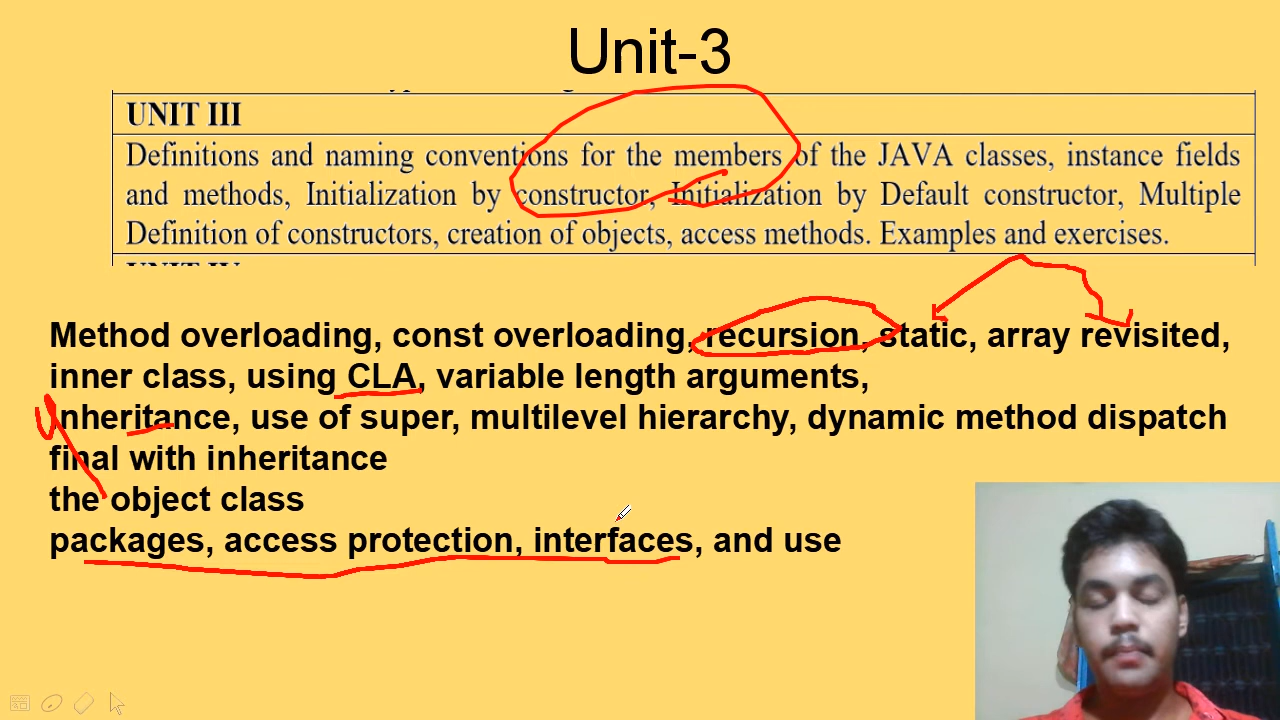 Unit-3
UNIT III
Definitions and naming conventions for the members of the JAVA classes, instance fields
and methods, Initialization by constructor, Initialization by Default constructor, Multiple
Definition of constructors, creation of objects, access methods. Examples and exercises.
Method overloading, const overloading, recursion, static, array revisited,
inner class, using CLA, variable length arguments,
inheritance, use of super, multilevel hierarchy, dynamic method dispatch
final with inheritance
the object class
packages, access protection, interfaces, and use